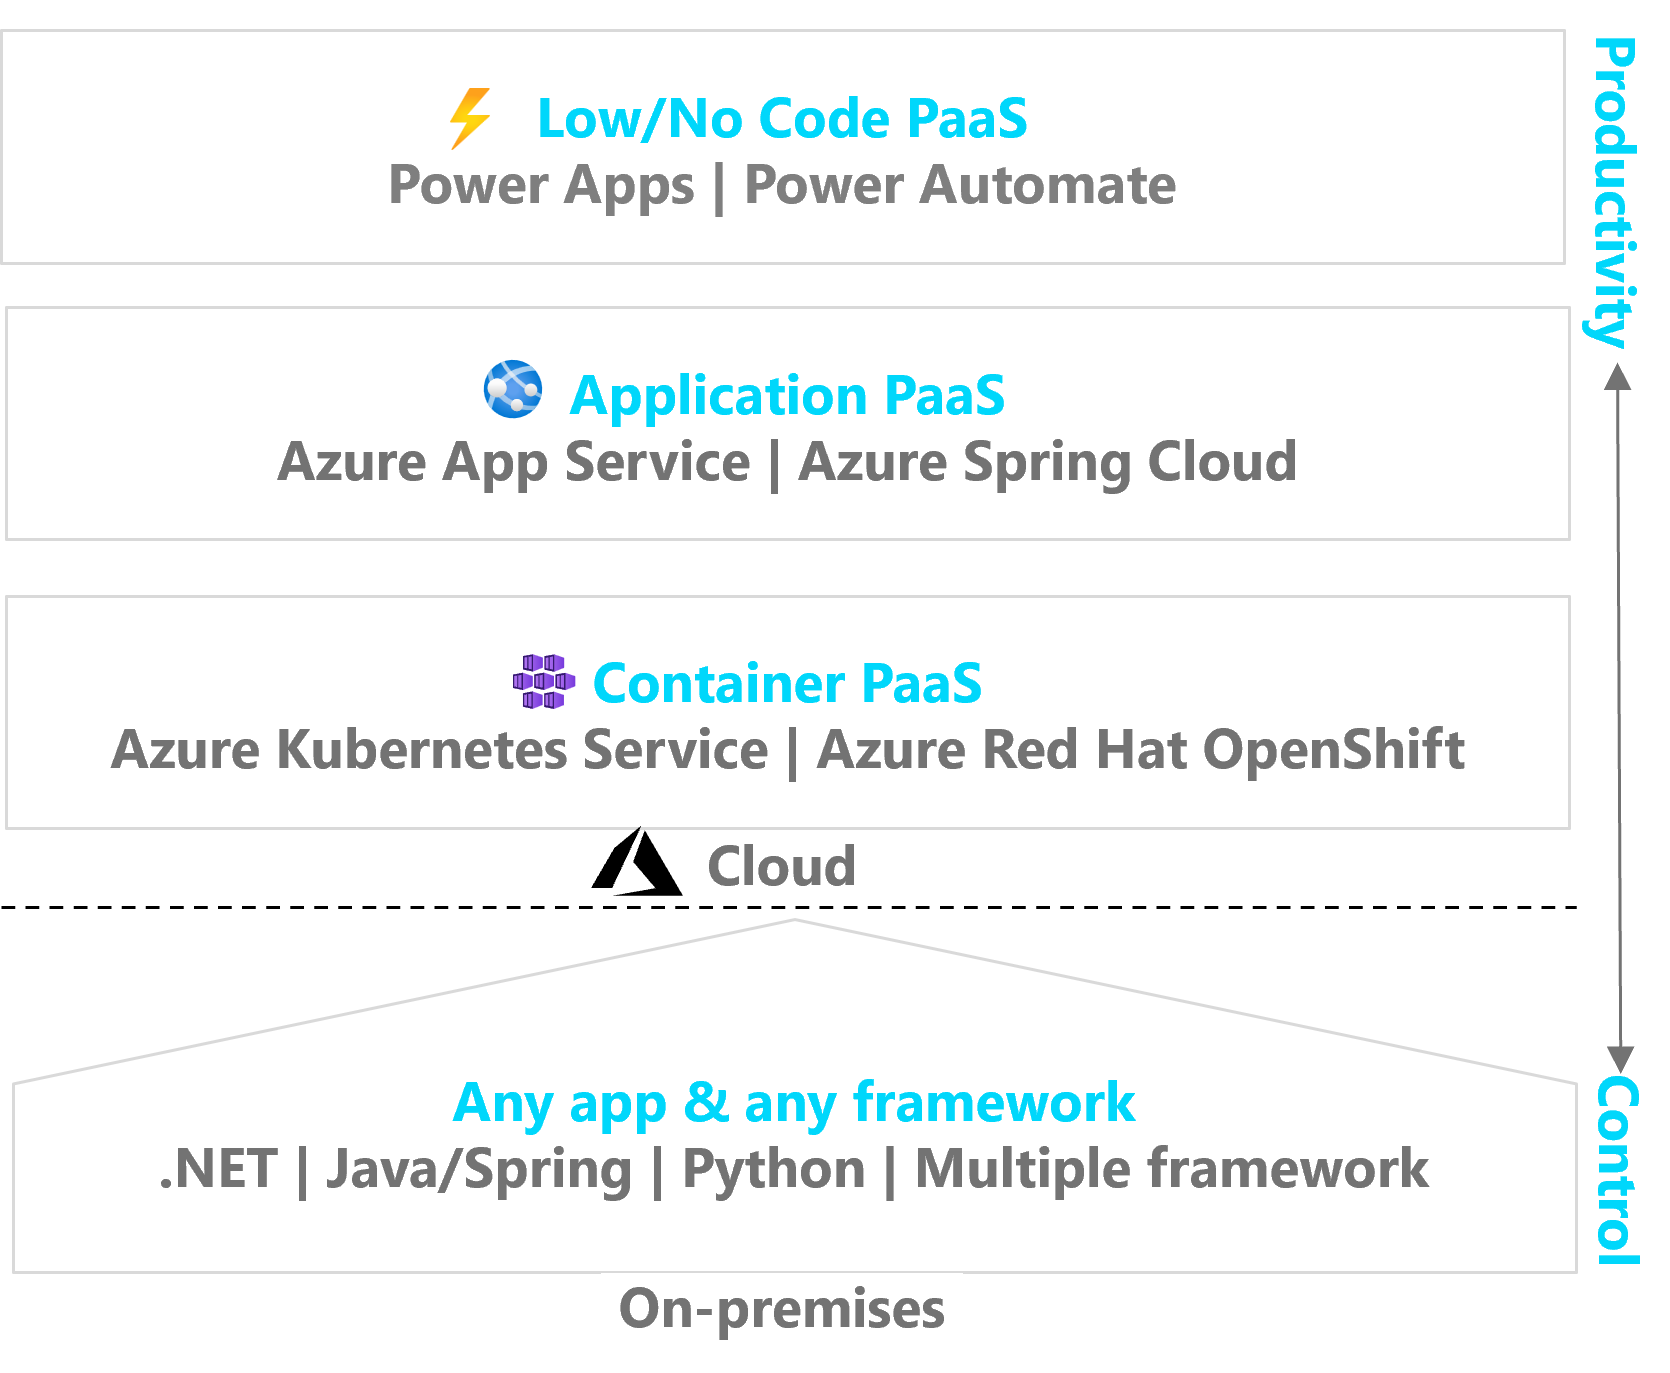 Low/No Code PaaS
Power Apps | Power Automate
Application PaaS
Azure App Service | Azure Spring Cloud
Container PaaS
Azure Kubernetes Service | Azure Red Hat OpenShift
Cloud
Any app & any framework
.NET | Java/Spring | Python | Multiple framework
On-premises
Productivity
Control